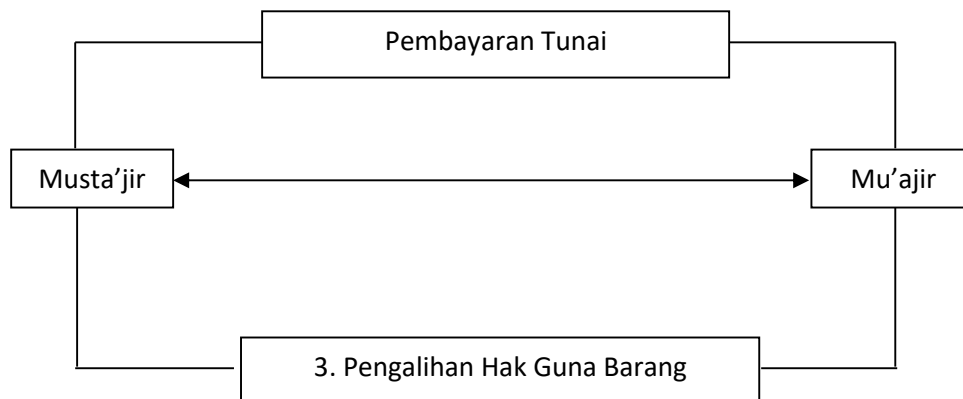 Pembayaran Tunai
Musta’jir
Mu’ajir
3. Pengalihan Hak Guna Barang